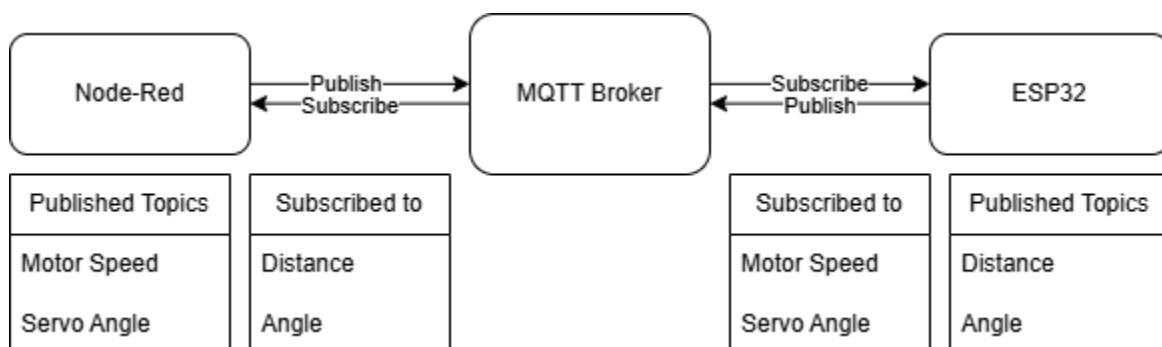 Node-Red
Publish
Subscribe
MQTT Broker
Subscribe
Publish
ESP32
Published Topics
Motor Speed
Servo Angle
Subscribed to
Distance
Angle
Subscribed to
Motor Speed
Servo Angle
Published Topics
Distance
Angle